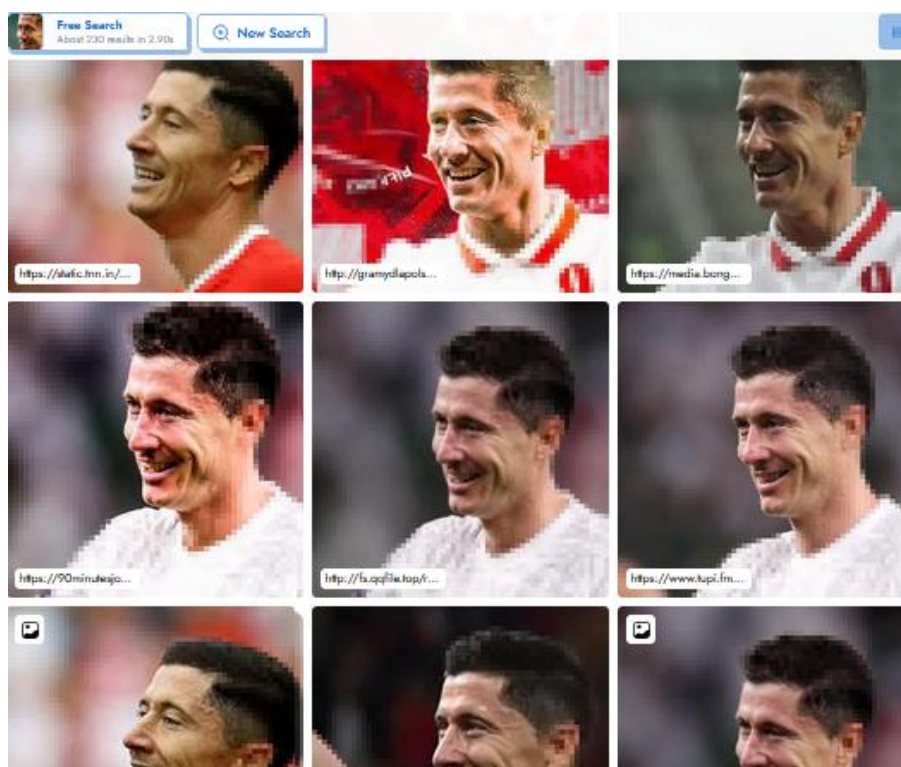 Free Search
About 230 results in 2.90s
New Search
https://static.tnn.in/...
http://gramydlapols...
https://media.bong...
https://90minutesjo...
http://fs.qqfile.top/r...
https://www.tupi.fm...